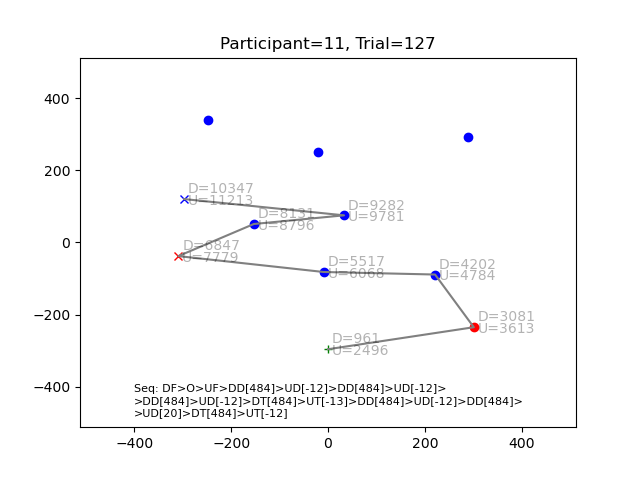 Participant=11, Trial=127
400
200
0
−200
−400
−400
−200
0
200
400
D=10347
U=11213
D=8131
U=8796
D=9282
U=9781
D=6847
U=7779
D=5517
U=6068
D=4202
U=4784
D=3081
U=3613
D=961
U=2496
Seq: DF>O>UF>DD[484]>UD[-12]>DD[484]>UD[-12]>
>DD[484]>UD[-12]>DT[484]>UT[-13]>DD[484]>UD[-12]>DD[484]>
>UD[20]>DT[484]>UT[-12]